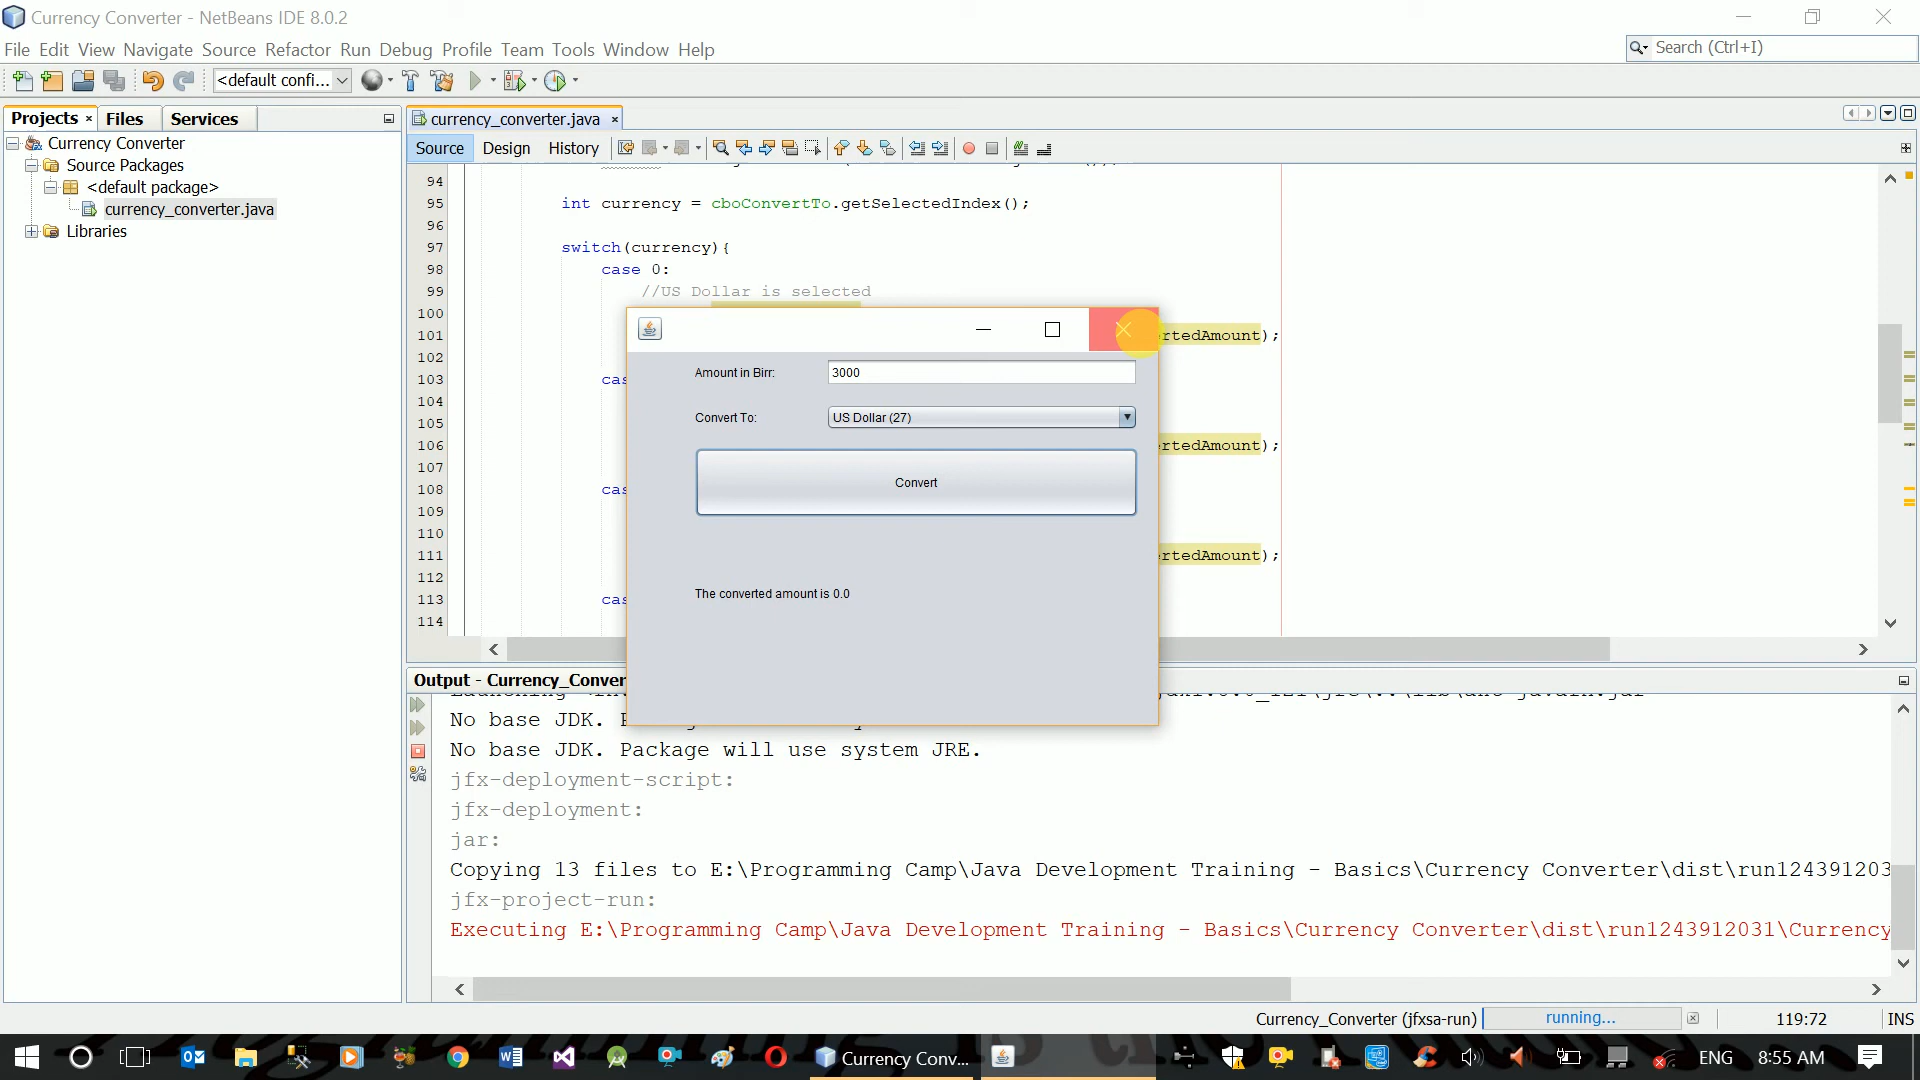 Currency Converter - NetBeans IDE 8.0.2
File Edit View Navigate Source Refactor Run Debug Profile Team Tools Window Help
Search (Ctrl+I)
<default confi...
Projects Files Services
currency_converter.java
Currency Converter
Source Packages
<default package>
currency_converter.java
Libraries
Source Design History
94
95 int currency = cboConvertTo.getSelectedIndex();
96
97 switch(currency){
98 case 0:
99 //US Dollar is selected
100
101 rtedAmount);
102
103 cas
104
105
106 rtedAmount);
107
108 cas
109
110
111 rtedAmount);
112
113 cas
114
Amount in Birr: 3000
Convert To: US Dollar (27)
Convert
The converted amount is 0.0
Output - Currency_Conver
No base JDK.
No base JDK. Package will use system JRE.
jfx-deployment-script:
jfx-deployment:
jar:
Copying 13 files to E:\Programming Camp\Java Development Training - Basics\Currency Converter\dist\run124391203
jfx-project-run:
Executing E:\Programming Camp\Java Development Training - Basics\Currency Converter\dist\run1243912031\Currency
Currency_Converter (jfxsa-run) running... 119:72 INS
Currency Conv... ENG 8:55 AM